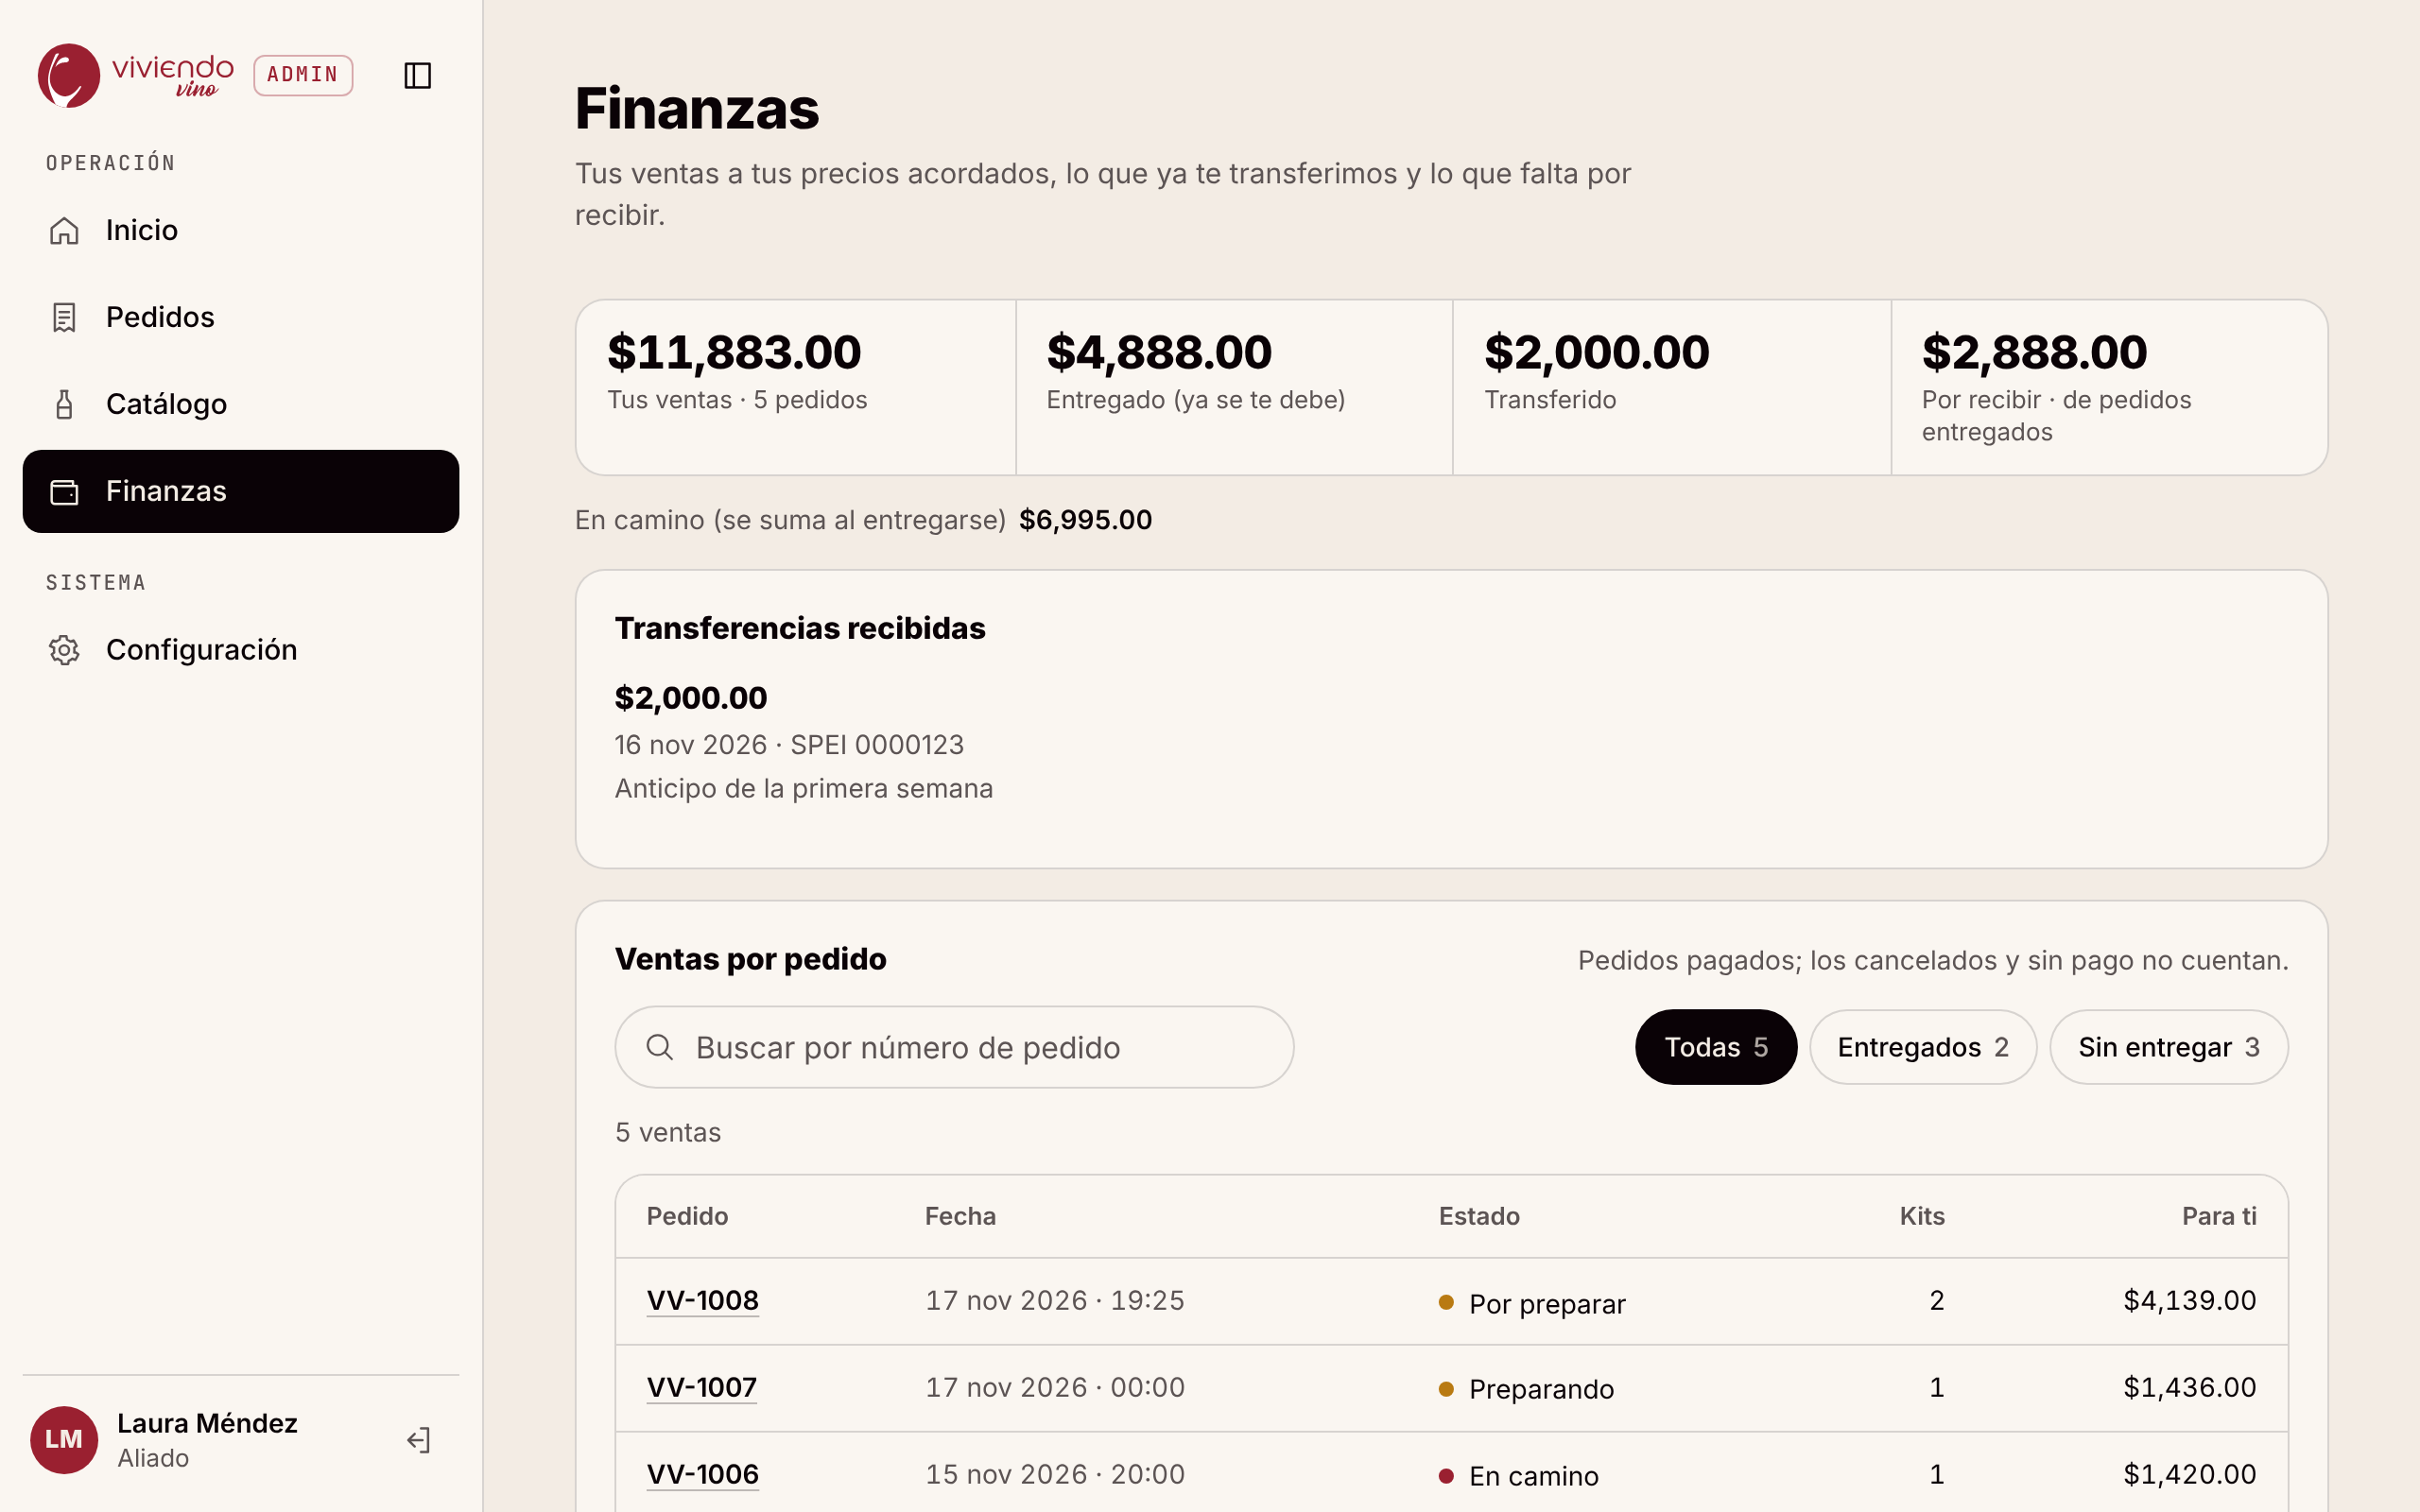 viviendo
vino
ADMIN
OPERACIÓN
Inicio
Pedidos
Catálogo
Finanzas
SISTEMA
Configuración
LM
Laura Méndez
Aliado
Finanzas
Tus ventas a tus precios acordados, lo que ya te transferimos y lo que falta por
recibir.
$11,883.00
Tus ventas · 5 pedidos
$4,888.00
Entregado (ya se te debe)
$2,000.00
Transferido
$2,888.00
Por recibir · de pedidos
entregados
En camino (se suma al entregarse) $6,995.00
Transferencias recibidas
$2,000.00
16 nov 2026 · SPEI 0000123
Anticipo de la primera semana
Ventas por pedido
Pedidos pagados; los cancelados y sin pago no cuentan.
Buscar por número de pedido
Todas 5
Entregados 2
Sin entregar 3
5 ventas
Pedido Fecha Estado Kits Para ti
VV-1008 17 nov 2026 · 19:25 Por preparar 2 $4,139.00
VV-1007 17 nov 2026 · 00:00 Preparando 1 $1,436.00
VV-1006 15 nov 2026 · 20:00 En camino 1 $1,420.00